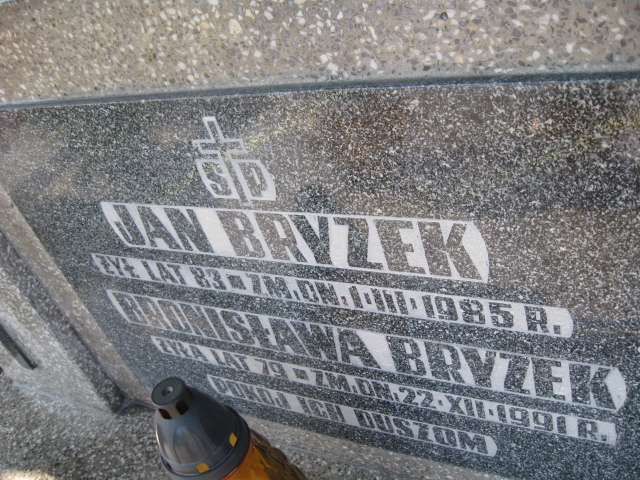 Ś P
JAN BRYZEK
ŻYŁ LAT 83 ZM.DN.1·III·1985 R.
BRONISŁAWA BRYZEK
ŻYŁA LAT 79 ZM.DN.22·XII·1991 R.
POKÓJ ICH DUSZOM